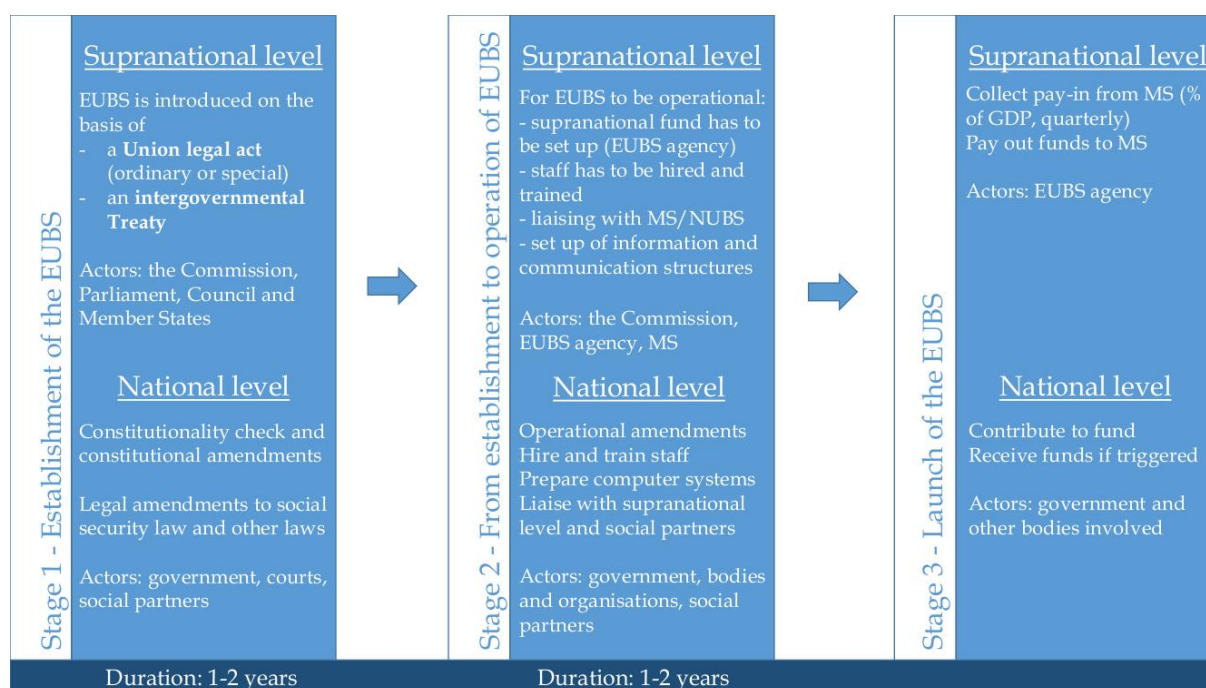 Stage 1 - Establishment of the EUBS
Supranational level
EUBS is introduced on the
basis of
- a Union legal act
(ordinary or special)
- an intergovernmental
Treaty
Actors: the Commission,
Parliament, Council and
Member States
National level
Constitutionality check and
constitutional amendments
Legal amendments to social
security law and other laws
Actors: government, courts,
social partners
Duration: 1-2 years
Stage 2 - From establishment to operation of EUBS
Supranational level
For EUBS to be operational:
- supranational fund has to
be set up (EUBS agency)
- staff has to be hired and
trained
- liaising with MS/NUBS
- set up of information and
communication structures
Actors: the Commission,
EUBS agency, MS
National level
Operational amendments
Hire and train staff
Prepare computer systems
Liaise with supranational
level and social partners
Actors: government, bodies
and organisations, social
partners
Duration: 1-2 years
Stage 3 - Launch of the EUBS
Supranational level
Collect pay-in from MS (%
of GDP, quarterly)
Pay out funds to MS
Actors: EUBS agency
National level
Contribute to fund
Receive funds if triggered
Actors: government and
other bodies involved